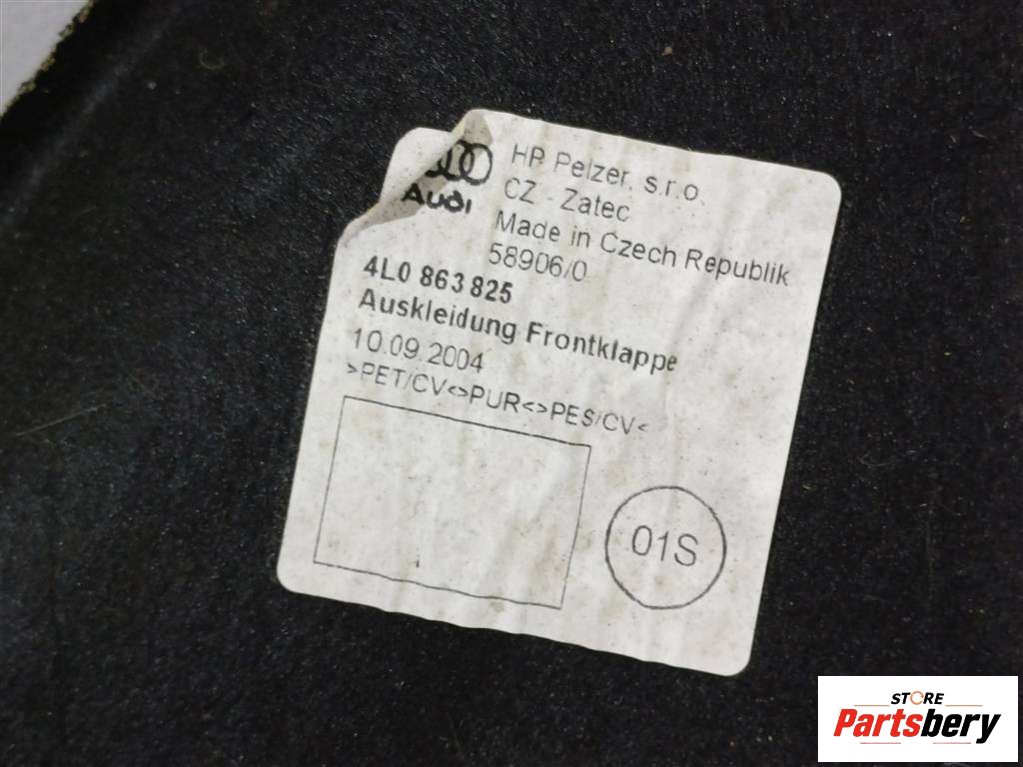 Audi
HP Pelzer, s.r.o.
CZ - Zatec
Made in Czech Republik
58906/0
4L0 863 825
Auskleidung Frontklappe
10.09.2004
>PET/CV<>PUR<>PES/CV<
01S
STORE
Partsbery